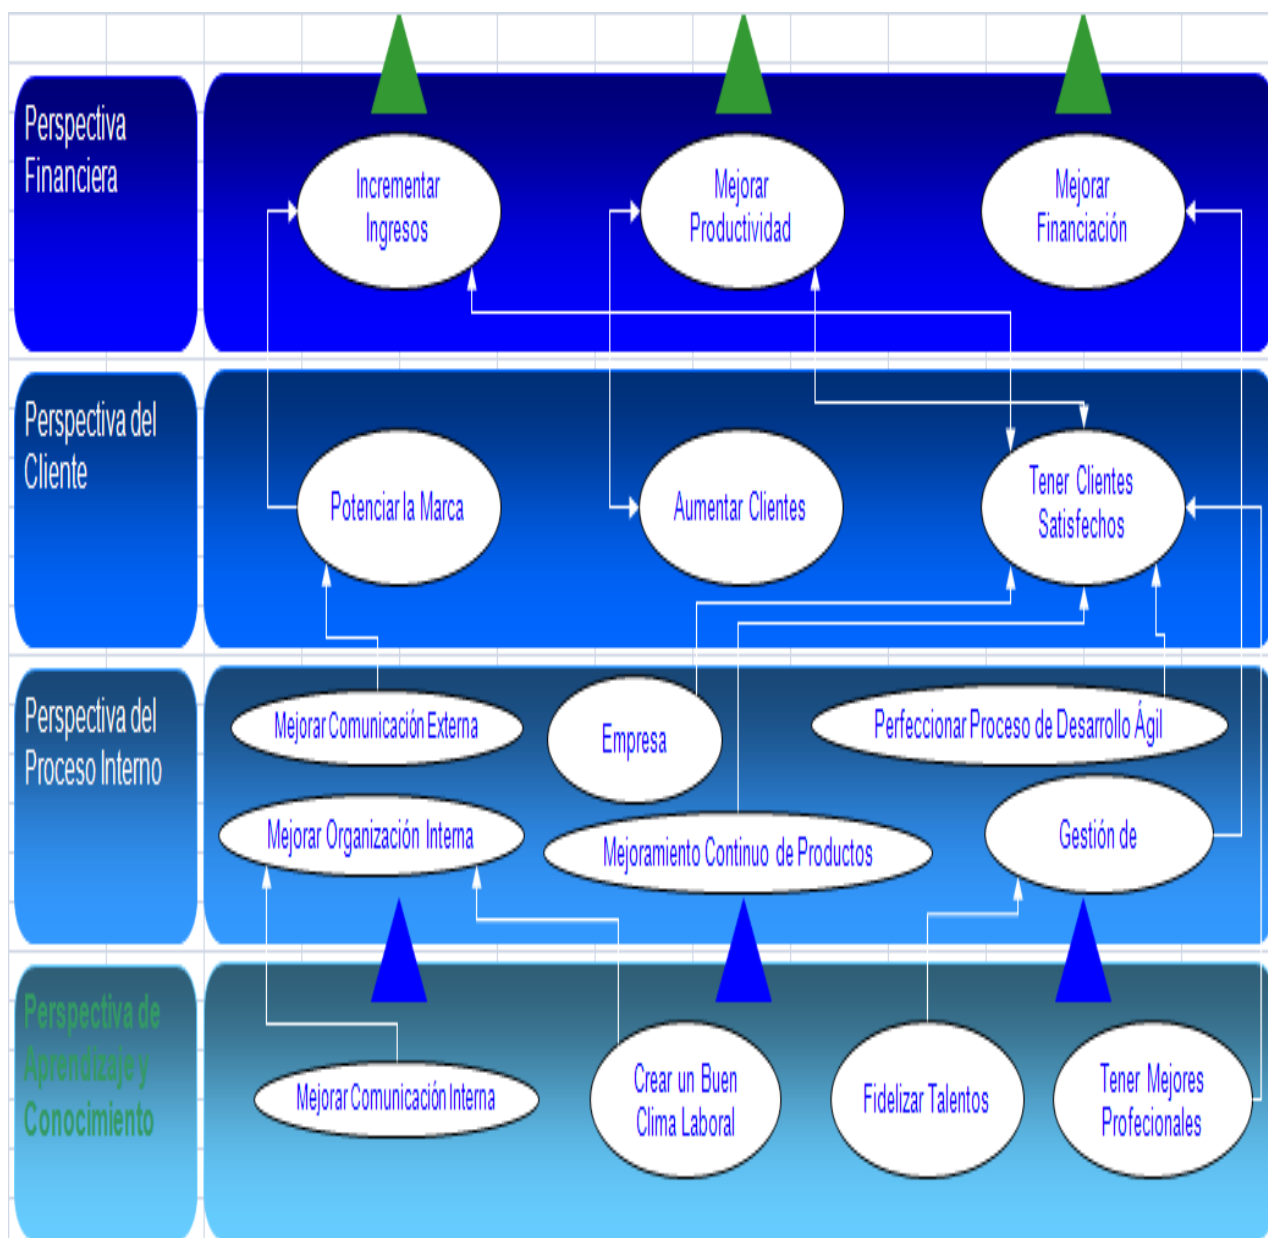 Perspectiva
Financiera
Incrementar
Ingresos
Mejorar
Productividad
Mejorar
Financiación
Perspectiva del
Cliente
Potenciar la Marca
Aumentar Clientes
Tener Clientes
Satisfechos
Perspectiva del
Proceso Interno
Mejorar Comunicación Externa
Empresa
Perfeccionar Proceso de Desarrollo Ágil
Mejorar Organización Interna
Mejoramiento Continuo de Productos
Gestión de
Perspectiva de
Aprendizaje y
Conocimiento
Mejorar Comunicación Interna
Crear un Buen
Clima Laboral
Fidelizar Talentos
Tener Mejores
Profecionales